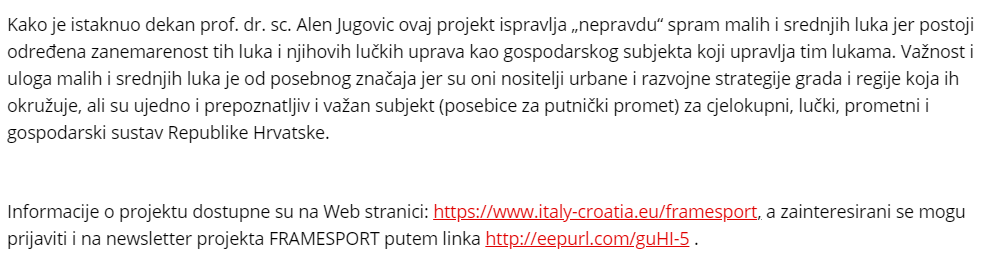 Kako je istaknuo dekan prof. dr. sc. Alen Jugovic ovaj projekt ispravlja „nepravdu“ spram malih i srednjih luka jer postoji
određena zanemarenost tih luka i njihovih lučkih uprava kao gospodarskog subjekta koji upravlja tim lukama. Važnost i
uloga malih i srednjih luka je od posebnog značaja jer su oni nositelji urbane i razvojne strategije grada i regije koja ih
okružuje, ali su ujedno i prepoznatljiv i važan subjekt (posebice za putnički promet) za cjelokupni, lučki, prometni i
gospodarski sustav Republike Hrvatske.
Informacije o projektu dostupne su na Web stranici: https://www.italy-croatia.eu/framesport, a zainteresirani se mogu
prijaviti i na newsletter projekta FRAMESPORT putem linka http://eepurl.com/guHI-5 .